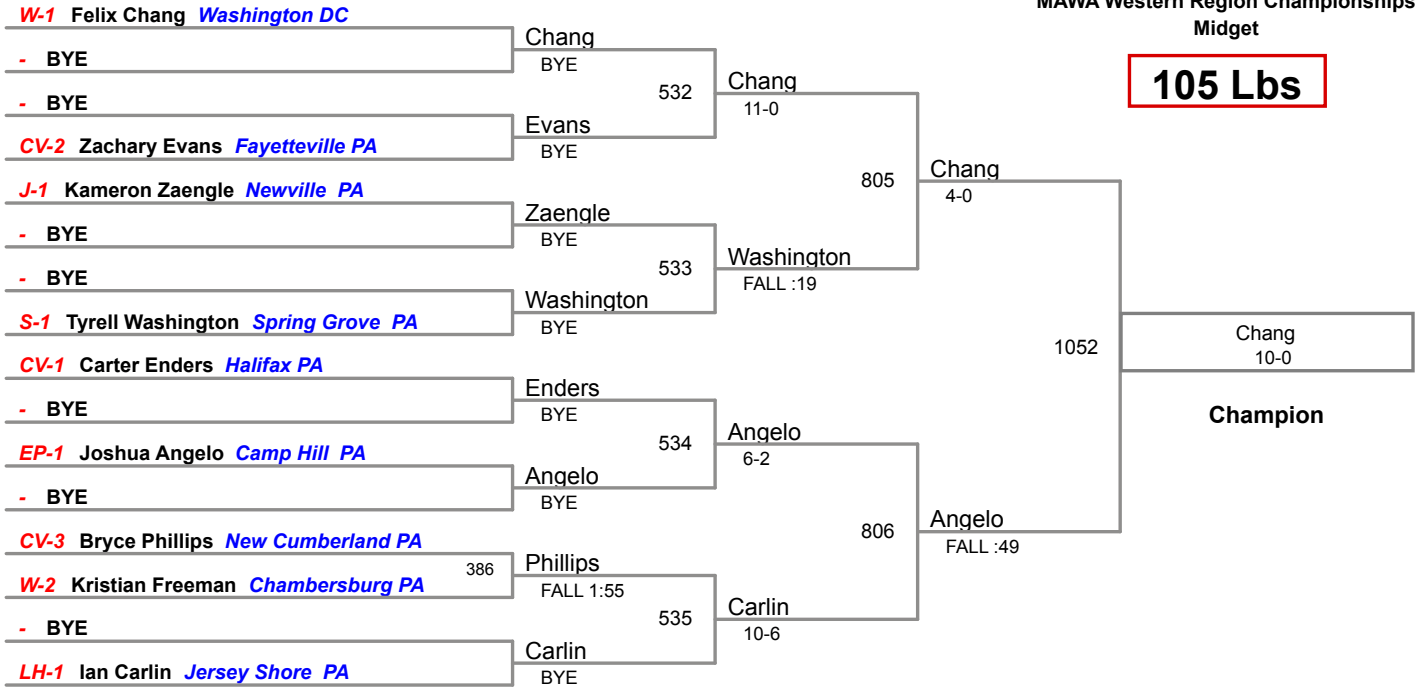 MAWA Western Region Championships
Midget
105 Lbs
W-1 Felix Chang Washington DC
- BYE
- BYE
CV-2 Zachary Evans Fayetteville PA
J-1 Kameron Zaengle Newville PA
- BYE
- BYE
S-1 Tyrell Washington Spring Grove PA
CV-1 Carter Enders Halifax PA
- BYE
EP-1 Joshua Angelo Camp Hill PA
- BYE
CV-3 Bryce Phillips New Cumberland PA
W-2 Kristian Freeman Chambersburg PA
- BYE
LH-1 Ian Carlin Jersey Shore PA
386
Chang
BYE
Evans
BYE
Zaengle
BYE
Washington
BYE
Enders
BYE
Angelo
BYE
Phillips
FALL 1:55
Carlin
BYE
532
533
534
535
Chang
11-0
Washington
FALL :19
Angelo
6-2
Carlin
10-6
805
806
Chang
4-0
Angelo
FALL :49
1052
Chang
10-0
Champion